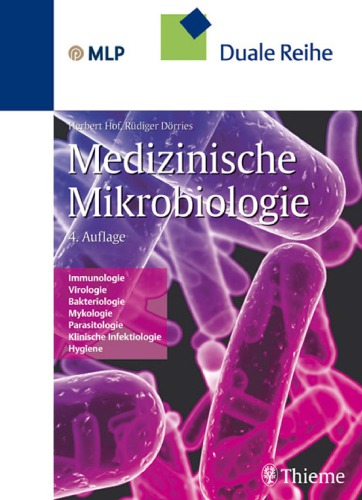 MLP
Duale Reihe
Herbert Hof, Rüdiger Dörries
Medizinische
Mikrobiologie
4. Auflage
Immunologie
Virologie
Bakteriologie
Mykologie
Parasitologie
Klinische Infektiologie
Hygiene
Thieme